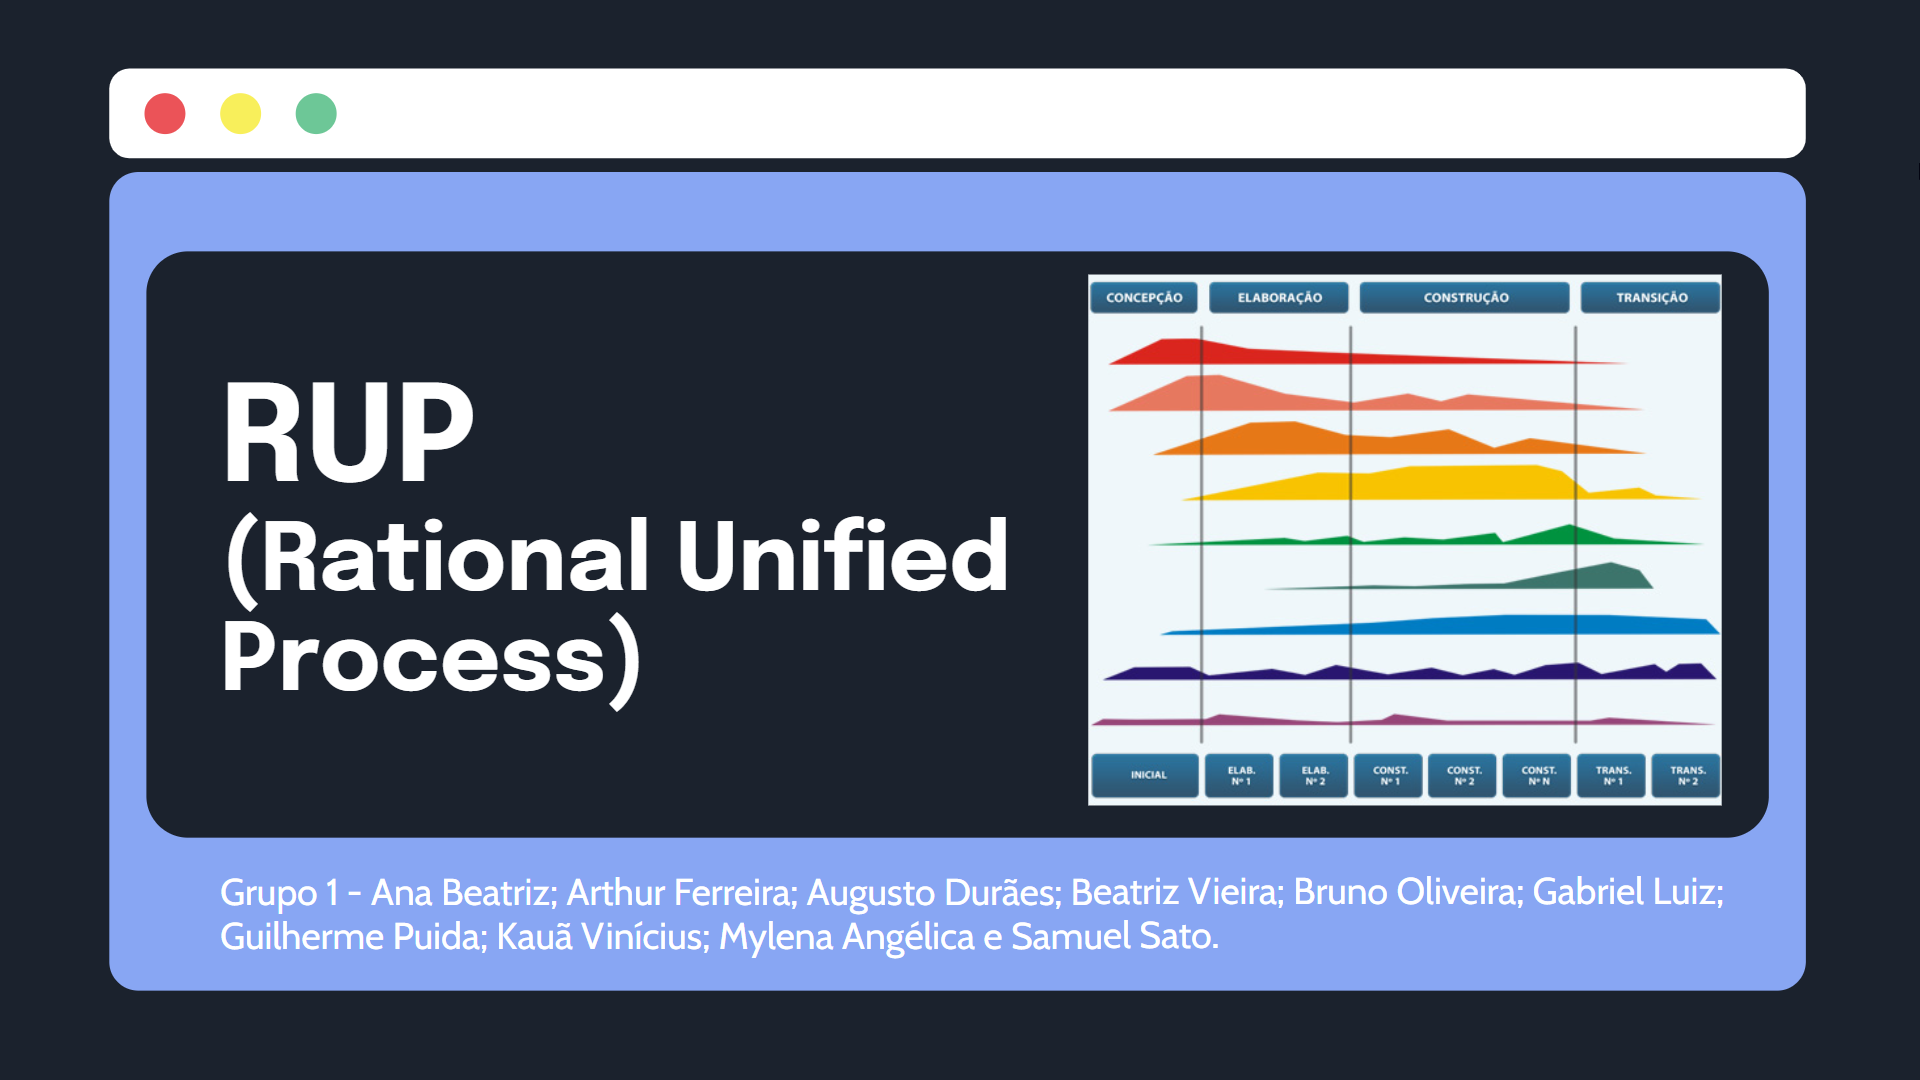 RUP
(Rational Unified
Process)
CONCEPÇÃO ELABORAÇÃO CONSTRUÇÃO TRANSIÇÃO
INICIAL
ELAB.
Nº 1
ELAB.
Nº 2
CONST.
Nº 1
CONST.
Nº 2
CONST.
Nº N
TRANS.
Nº 1
TRANS.
Nº 2
Grupo 1 - Ana Beatriz; Arthur Ferreira; Augusto Durães; Beatriz Vieira; Bruno Oliveira; Gabriel Luiz;
Guilherme Puida; Kauã Vinícius; Mylena Angélica e Samuel Sato.